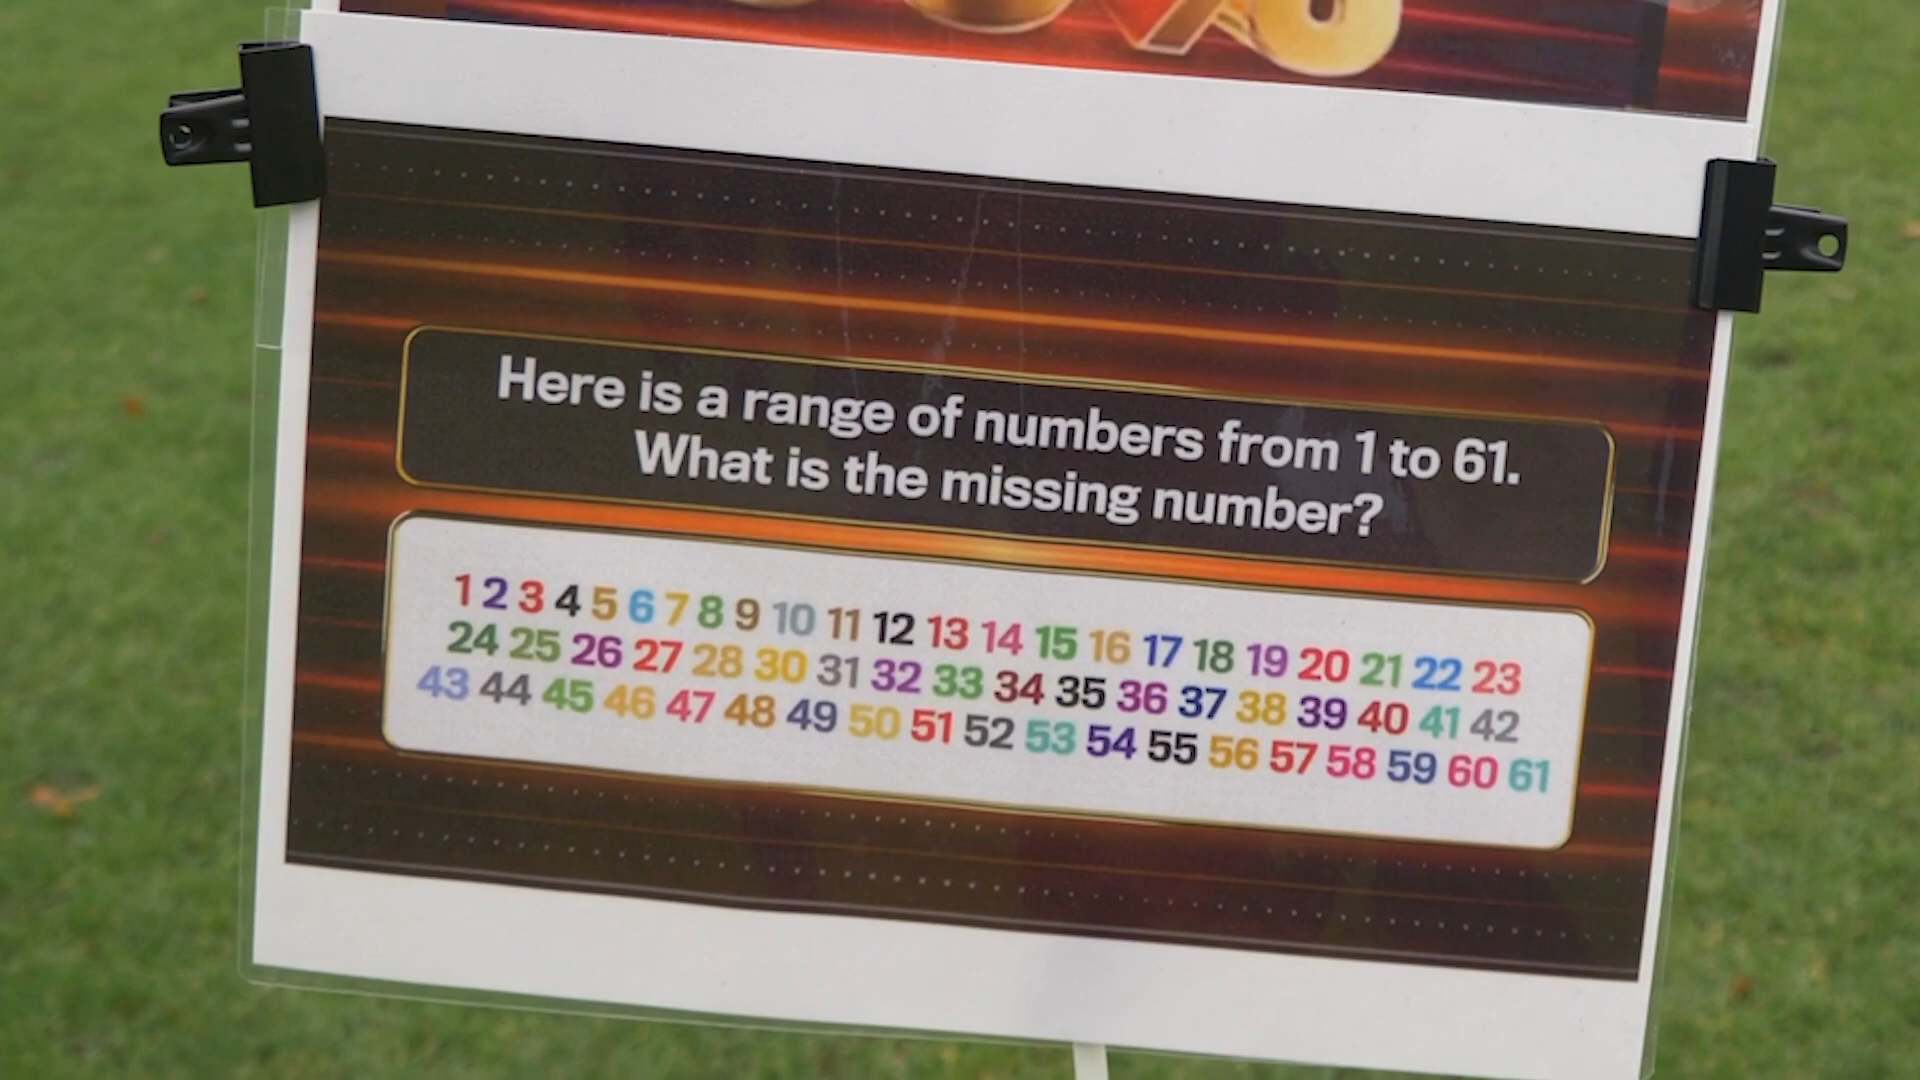 Here is a range of numbers from 1 to 61.
What is the missing number?
1 2 3 4 5 6 7 8 9 10 11 12 13 14 15 16 17 18 19 20 21 22 23
24 25 26 27 28 30 31 32 33 34 35 36 37 38 39 40 41 42
43 44 45 46 47 48 49 50 51 52 53 54 55 56 57 58 59 60 61